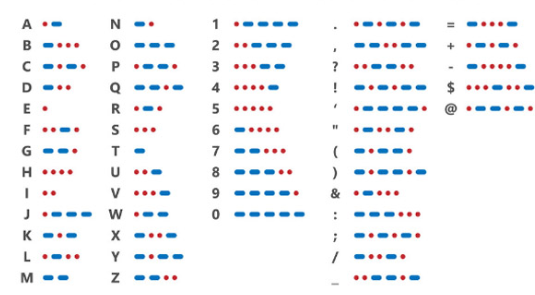 A N 1 . =
B O 2 , +
C P 3 ? -
D Q 4 ! $
E R 5 ‘ @
F S 6 "
G T 7 (
H U 8 )
I V 9 &
J W 0 :
K X ;
L Y /
M Z _